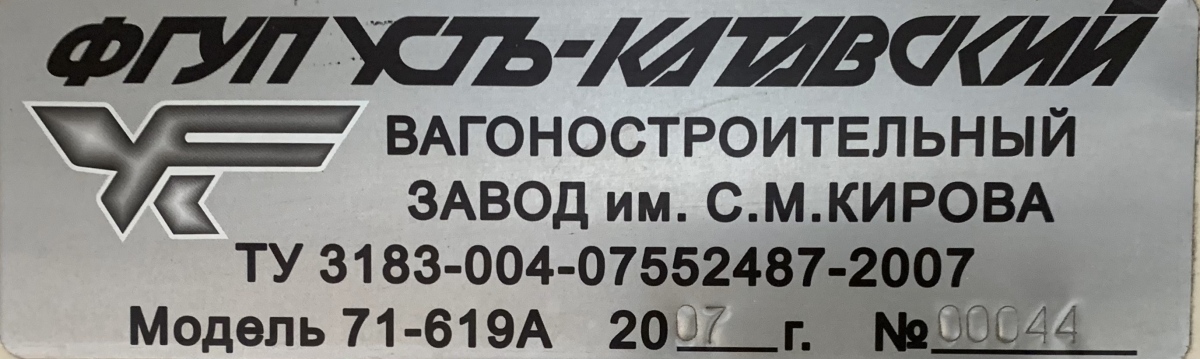 ФГУП УСТЬ-КАТАВСКИЙ
ВАГОНОСТРОИТЕЛЬНЫЙ
ЗАВОД им. С.М.КИРОВА
ТУ 3183-004-07552487-2007
Модель 71-619А 2007 г. №00044